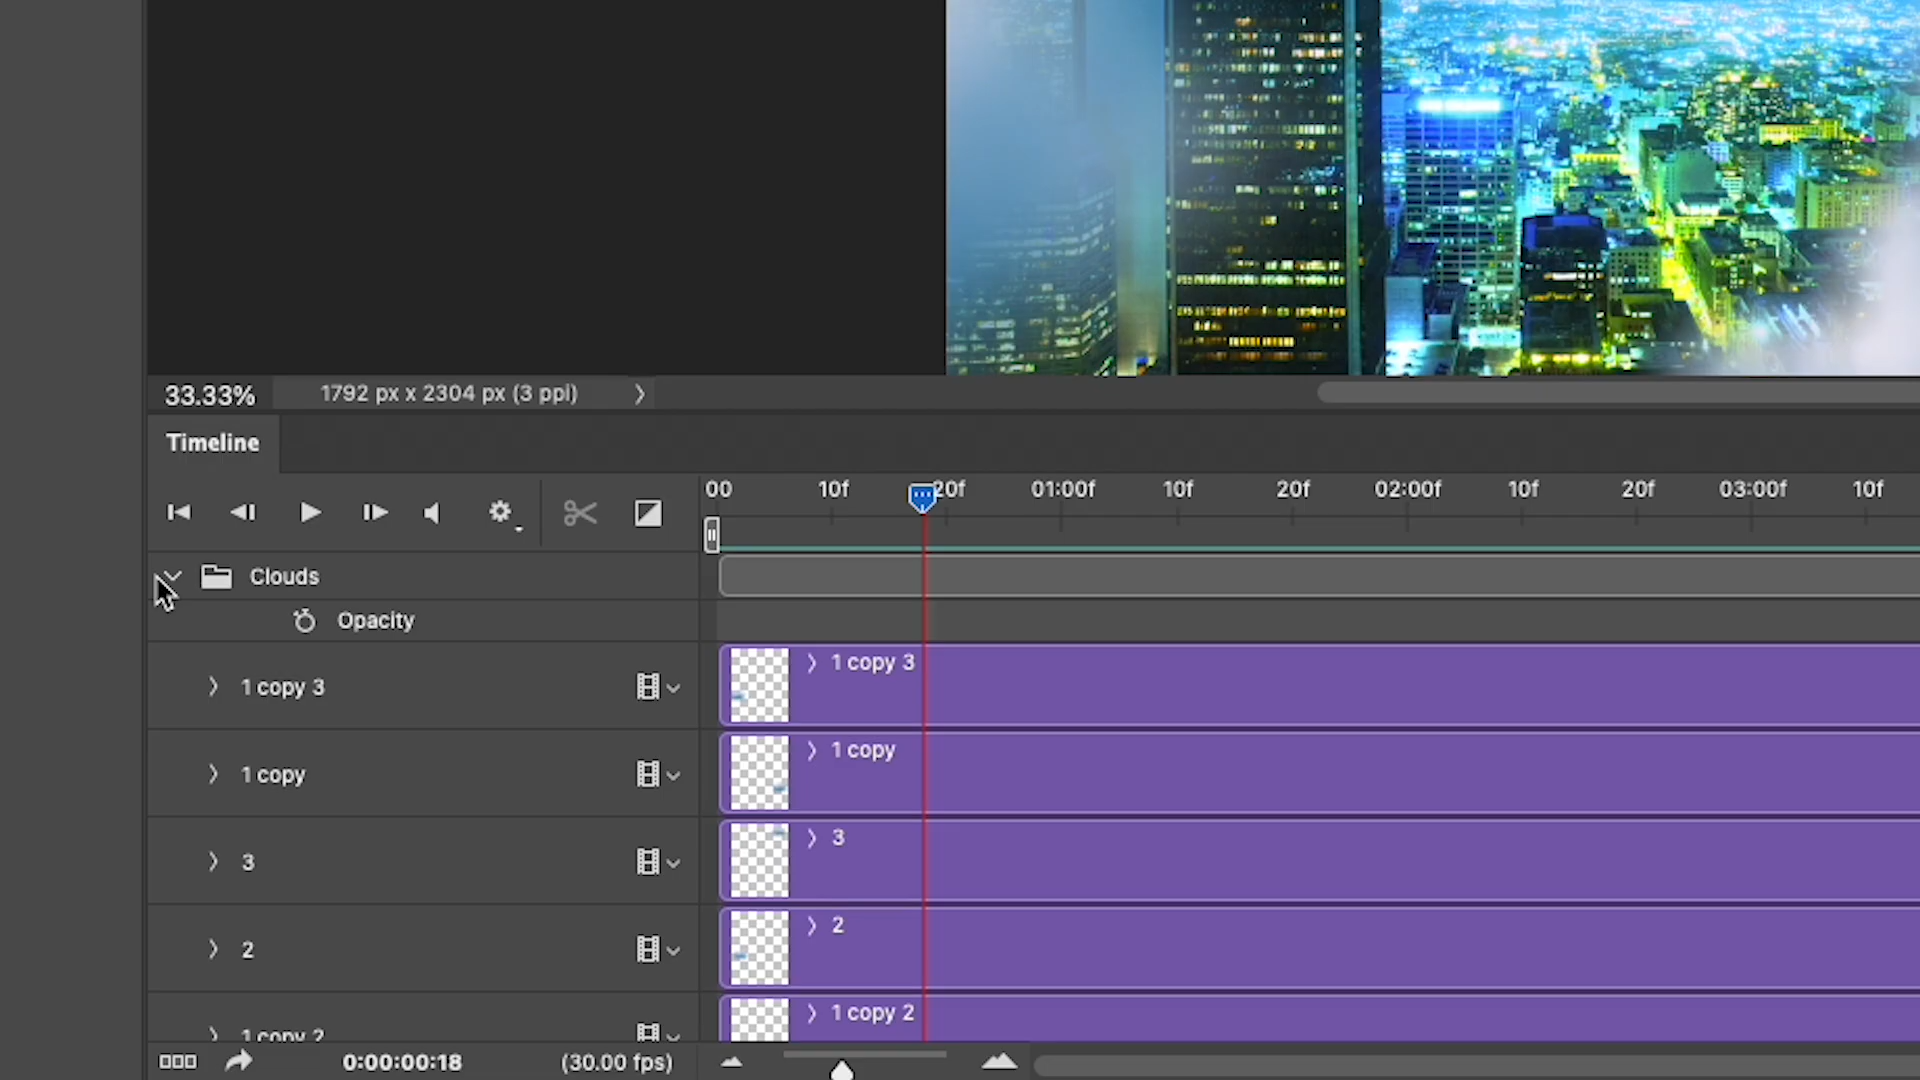 33.33% 1792 px x 2304 px (3 ppi)
Timeline
00 10f 20f 01:00f 10f 20f 02:00f 10f 20f 03:00f 10f
Clouds
Opacity
1 copy 3 1 copy 3
1 copy 1 copy
3 3
2 2
1 copy 2 1 copy 2
0:00:00:18 (30.00 fps)